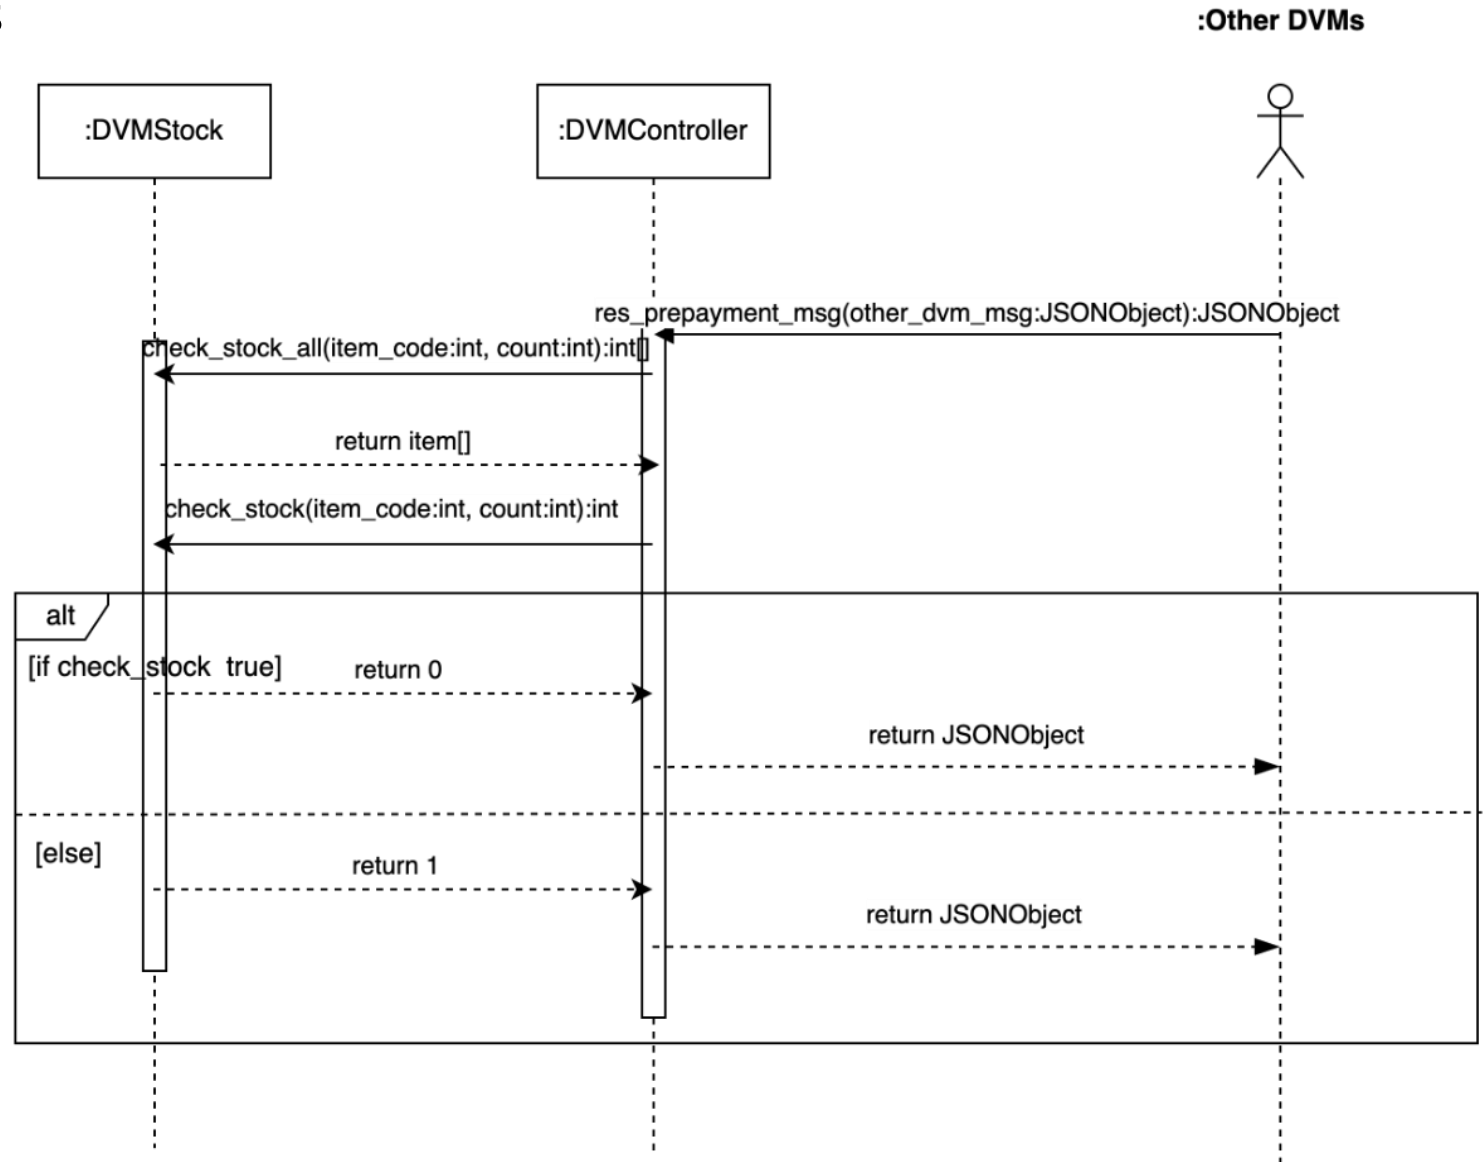 :Other DVMs
:DVMStock
:DVMController
res_prepayment_msg(other_dvm_msg:JSONObject):JSONObject
check_stock_all(item_code:int, count:int):int[]
return item[]
check_stock(item_code:int, count:int):int
alt
[if check_stock  true]
return 0
return JSONObject
[else]
return 1
return JSONObject